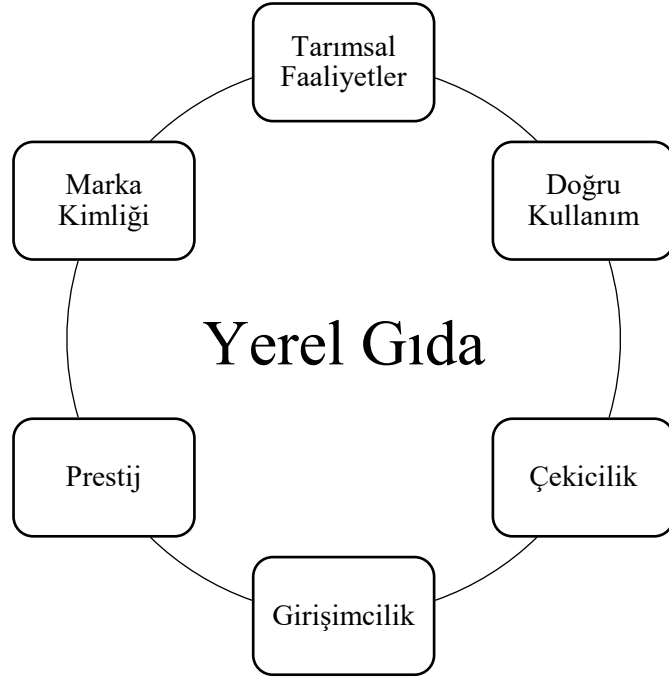 Tarımsal
Faaliyetler
Marka
Kimliği
Doğru
Kullanım
Yerel Gıda
Prestij
Çekicilik
Girişimcilik